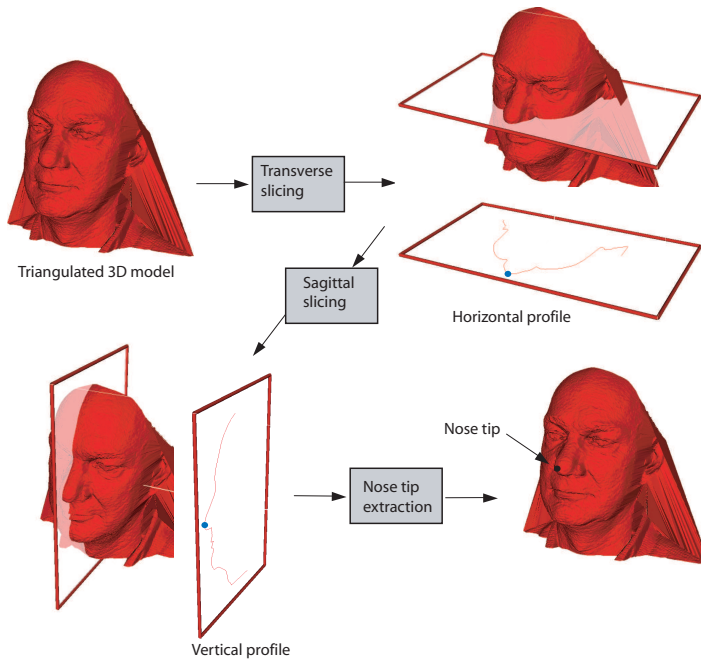 Transverse
slicing
Triangulated 3D model
Sagittal
slicing
Horizontal profile
Nose tip
Nose tip
extraction
Vertical profile